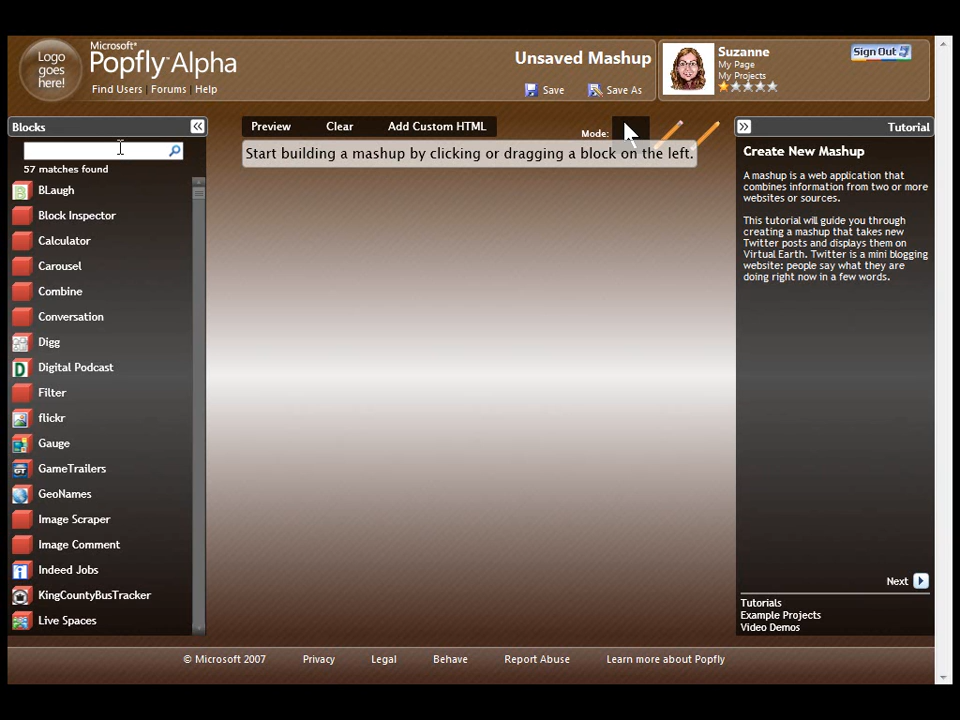 Logo
goes
here!
Microsoft®
Popfly™Alpha
Find Users | Forums | Help
Unsaved Mashup
Save Save As
Suzanne
My Page
My Projects
Sign Out
Blocks
57 matches found
BLaugh
Block Inspector
Calculator
Carousel
Combine
Conversation
Digg
Digital Podcast
Filter
flickr
Gauge
GameTrailers
GeoNames
Image Scraper
Image Comment
Indeed Jobs
KingCountyBusTracker
Live Spaces
Preview Clear Add Custom HTML
Mode:
Start building a mashup by clicking or dragging a block on the left.
Tutorial
Create New Mashup
A mashup is a web application that
combines information from two or more
websites or sources.
This tutorial will guide you through
creating a mashup that takes new
Twitter posts and displays them on
Virtual Earth. Twitter is a mini blogging
website: people say what they are
doing right now in a few words.
Next
Tutorials
Example Projects
Video Demos
© Microsoft 2007 Privacy Legal Behave Report Abuse Learn more about Popfly